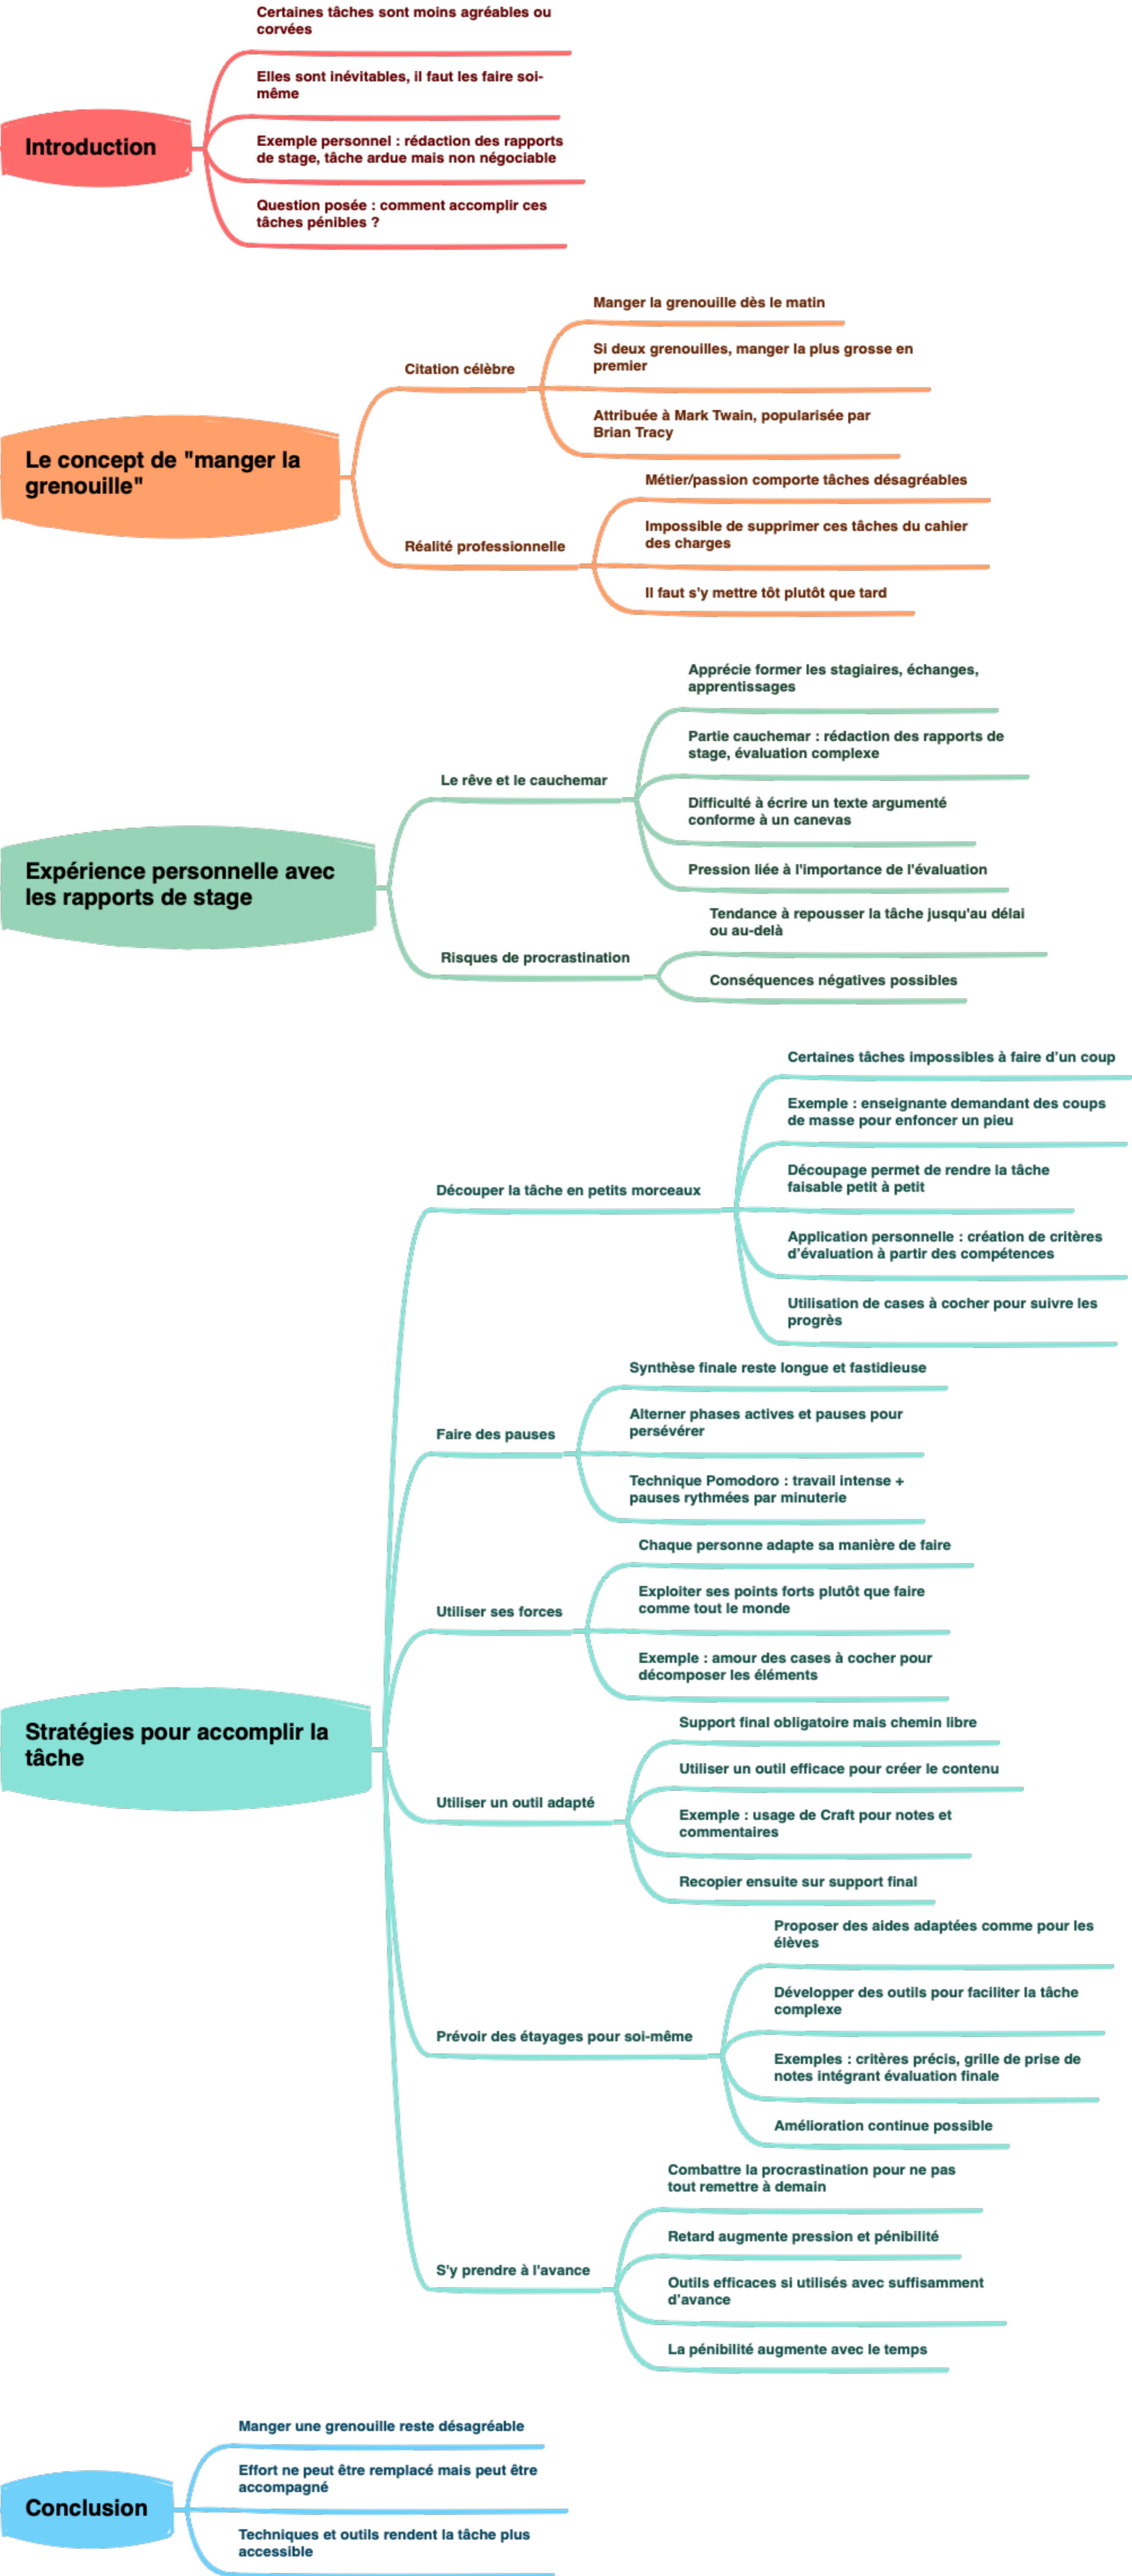 Introduction
Certaines tâches sont moins agréables ou
corvées
Elles sont inévitables, il faut les faire soi-
même
Exemple personnel : rédaction des rapports
de stage, tâche ardue mais non négociable
Question posée : comment accomplir ces
tâches pénibles ?
Le concept de "manger la
grenouille"
Citation célèbre
Manger la grenouille dès le matin
Si deux grenouilles, manger la plus grosse en
premier
Attribuée à Mark Twain, popularisée par
Brian Tracy
Réalité professionnelle
Métier/passion comporte tâches désagréables
Impossible de supprimer ces tâches du cahier
des charges
Il faut s'y mettre tôt plutôt que tard
Expérience personnelle avec
les rapports de stage
Le rêve et le cauchemar
Apprécie former les stagiaires, échanges,
apprentissages
Partie cauchemar : rédaction des rapports de
stage, évaluation complexe
Difficulté à écrire un texte argumenté
conforme à un canevas
Pression liée à l'importance de l'évaluation
Risques de procrastination
Tendance à repousser la tâche jusqu'au délai
ou au-delà
Conséquences négatives possibles
Stratégies pour accomplir la
tâche
Découper la tâche en petits morceaux
Certaines tâches impossibles à faire d'un coup
Exemple : enseignante demandant des coups
de masse pour enfoncer un pieu
Découpage permet de rendre la tâche
faisable petit à petit
Application personnelle : création de critères
d'évaluation à partir des compétences
Utilisation de cases à cocher pour suivre les
progrès
Faire des pauses
Synthèse finale reste longue et fastidieuse
Alterner phases actives et pauses pour
persévérer
Technique Pomodoro : travail intense +
pauses rythmées par minuterie
Utiliser ses forces
Chaque personne adapte sa manière de faire
Exploiter ses points forts plutôt que faire
comme tout le monde
Exemple : amour des cases à cocher pour
décomposer les éléments
Utiliser un outil adapté
Support final obligatoire mais chemin libre
Utiliser un outil efficace pour créer le contenu
Exemple : usage de Craft pour notes et
commentaires
Recopier ensuite sur support final
Prévoir des étayages pour soi-même
Proposer des aides adaptées comme pour les
élèves
Développer des outils pour faciliter la tâche
complexe
Exemples : critères précis, grille de prise de
notes intégrant évaluation finale
Amélioration continue possible
S'y prendre à l'avance
Combattre la procrastination pour ne pas
tout remettre à demain
Retard augmente pression et pénibilité
Outils efficaces si utilisés avec suffisamment
d'avance
La pénibilité augmente avec le temps
Conclusion
Manger une grenouille reste désagréable
Effort ne peut être remplacé mais peut être
accompagné
Techniques et outils rendent la tâche plus
accessible